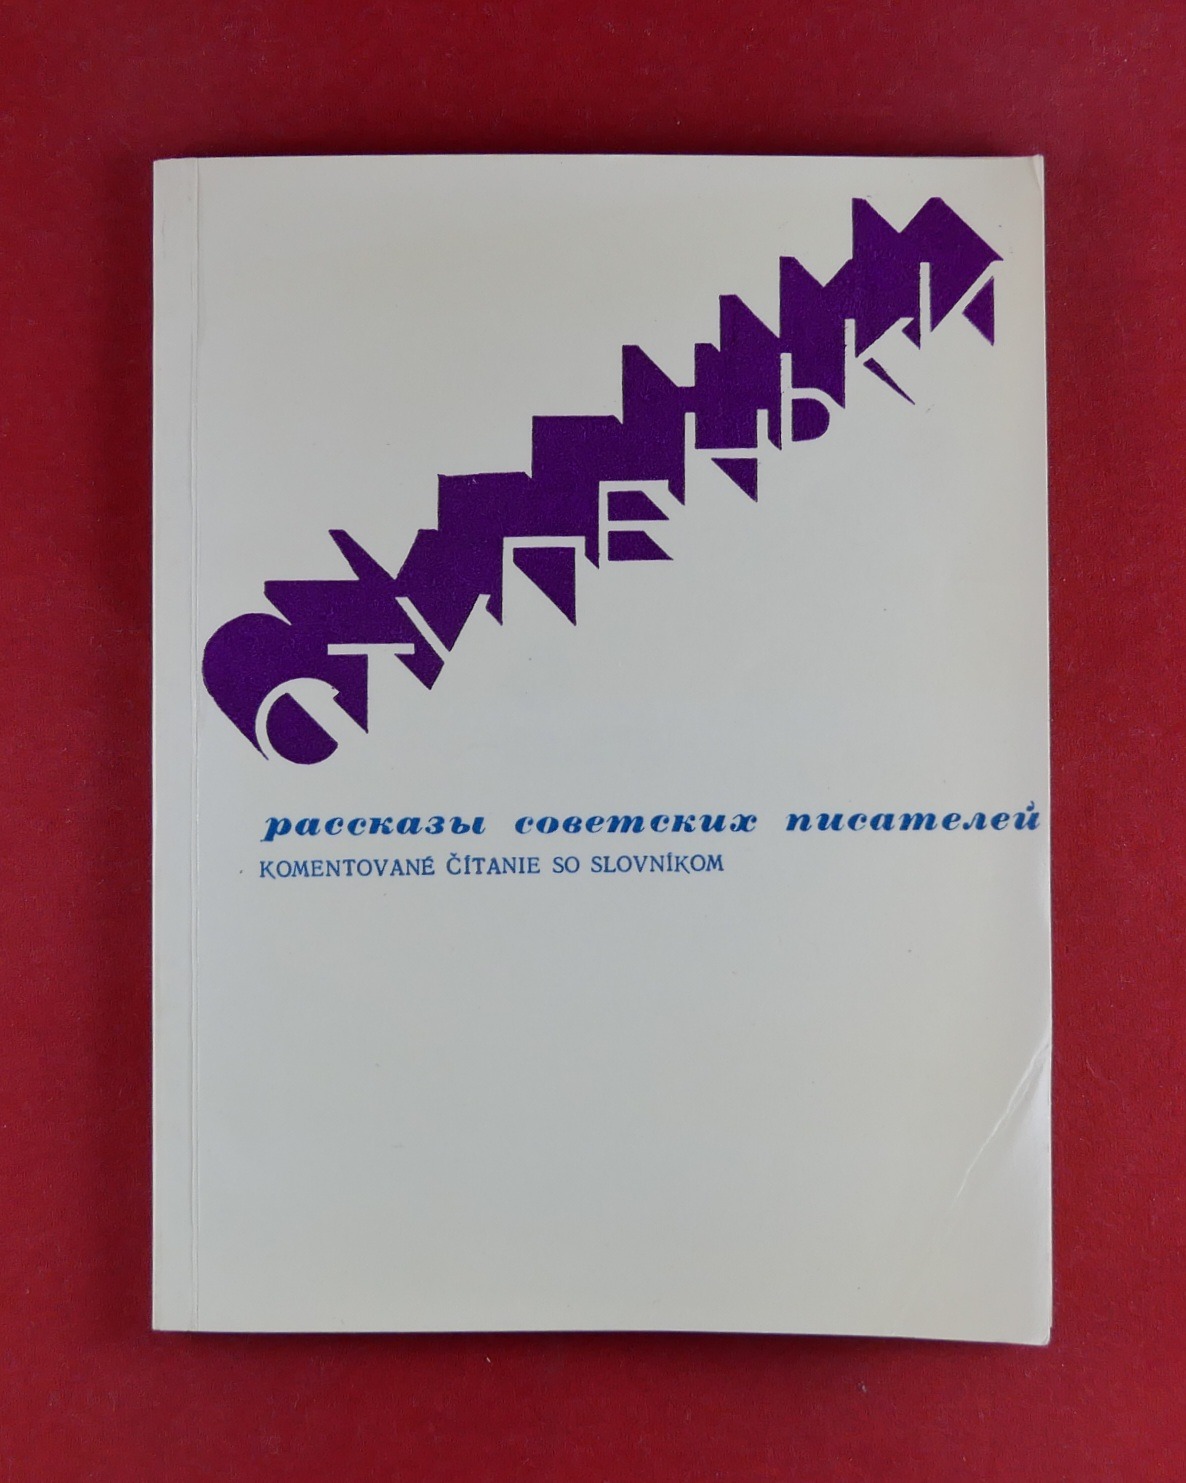 СТУПЕНЬКИ
рассказы советских писателей
KOMENTOVANÉ ČÍTANIE SO SLOVNÍKOM